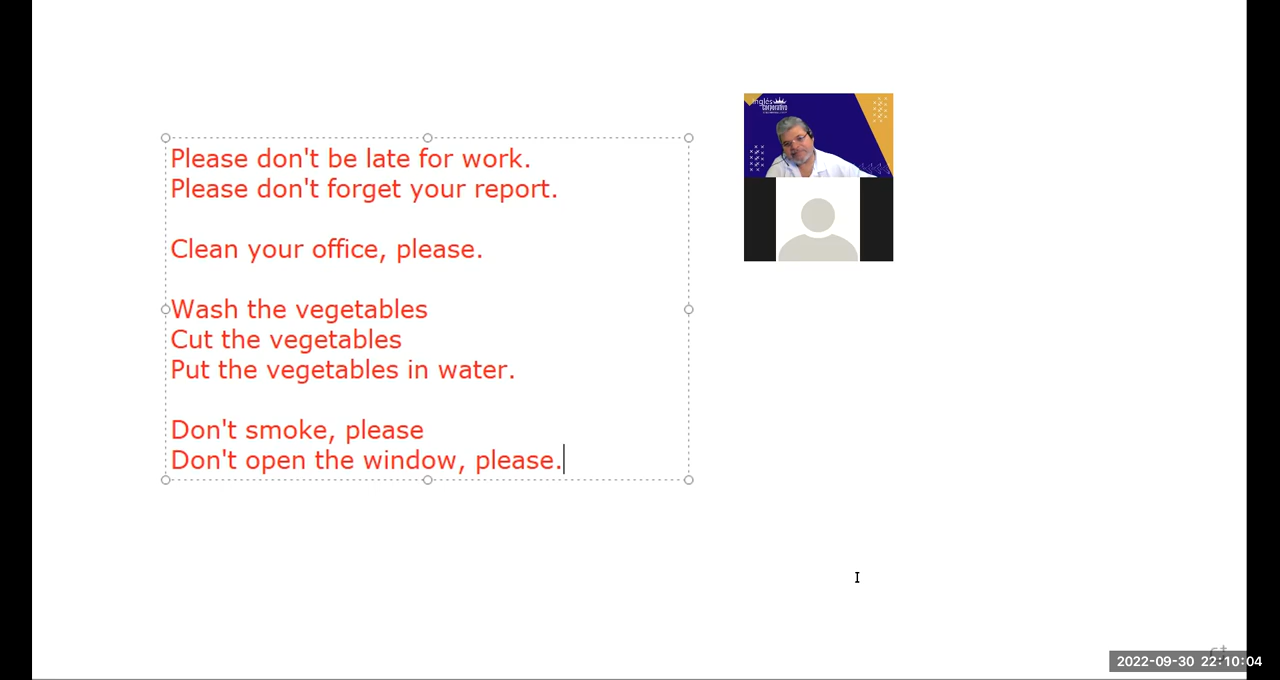 Please don't be late for work.
Please don't forget your report.
Clean your office, please.
Wash the vegetables
Cut the vegetables
Put the vegetables in water.
Don't smoke, please
Don't open the window, please.
inglés
corporativo
2022-09-30 22:10:04